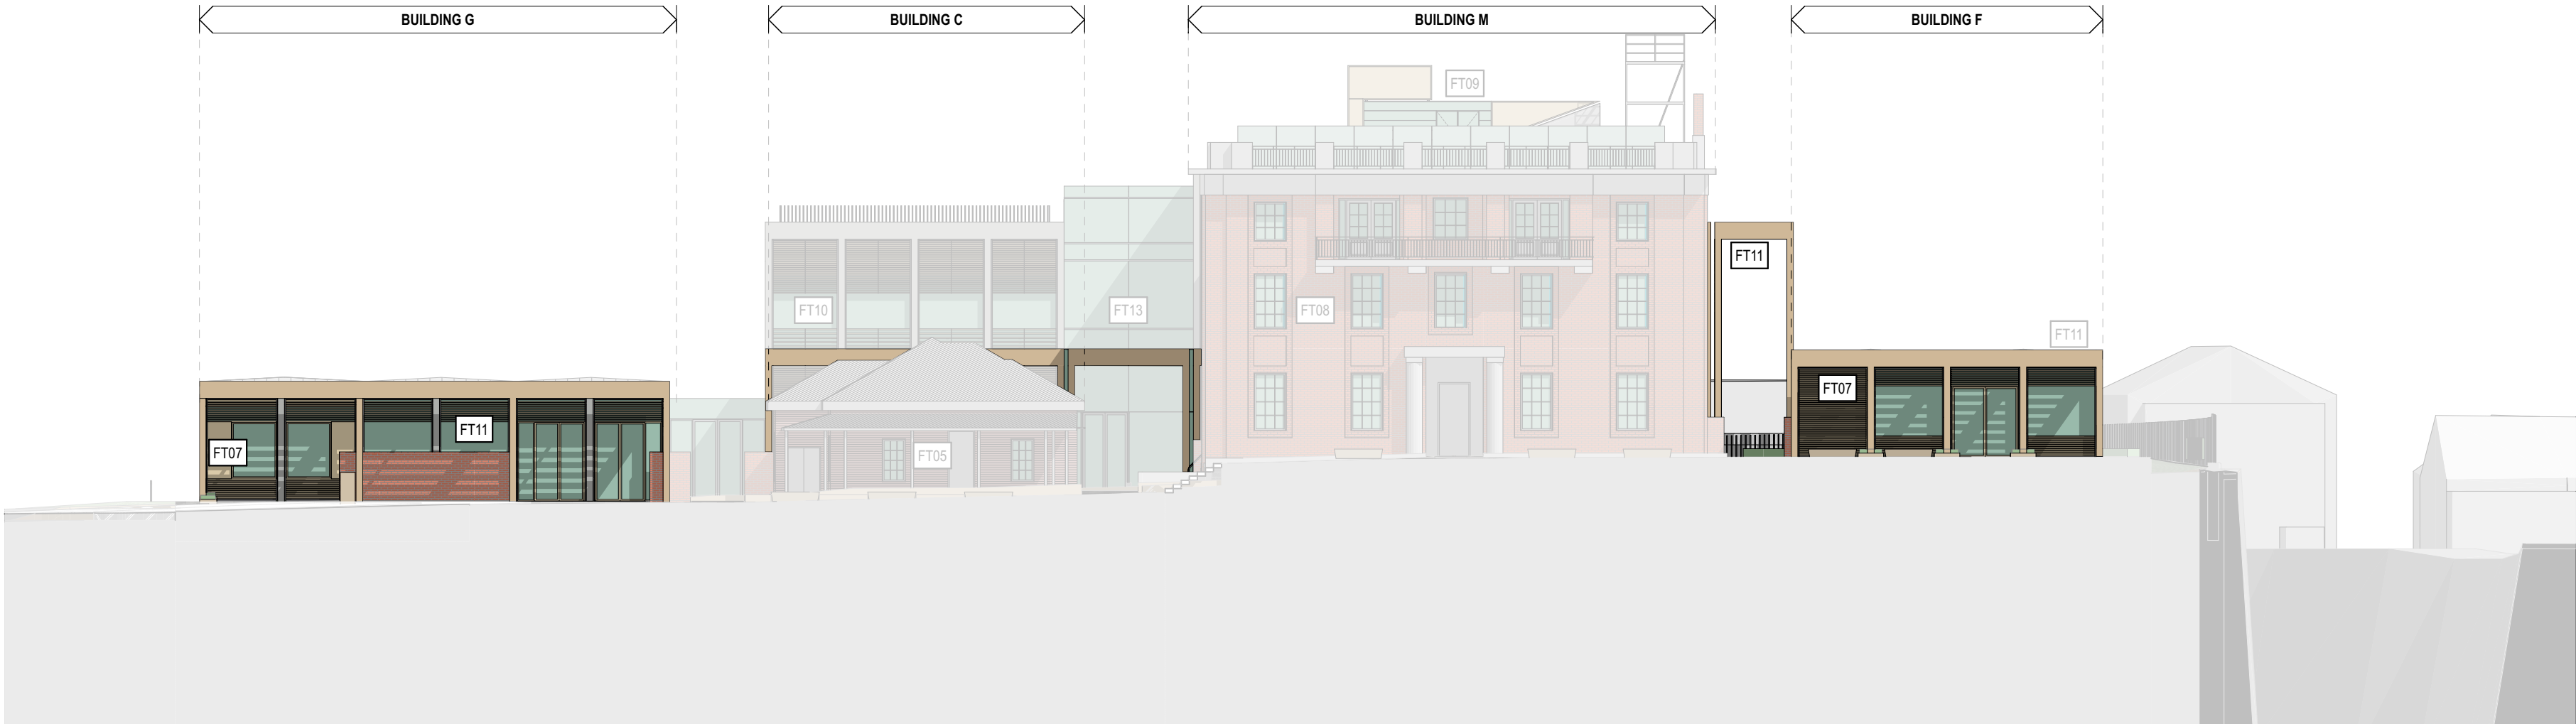 BUILDING G
BUILDING C
BUILDING M
BUILDING F
FT09
FT11
FT10
FT13
FT08
FT11
FT07
FT11
FT07
FT05